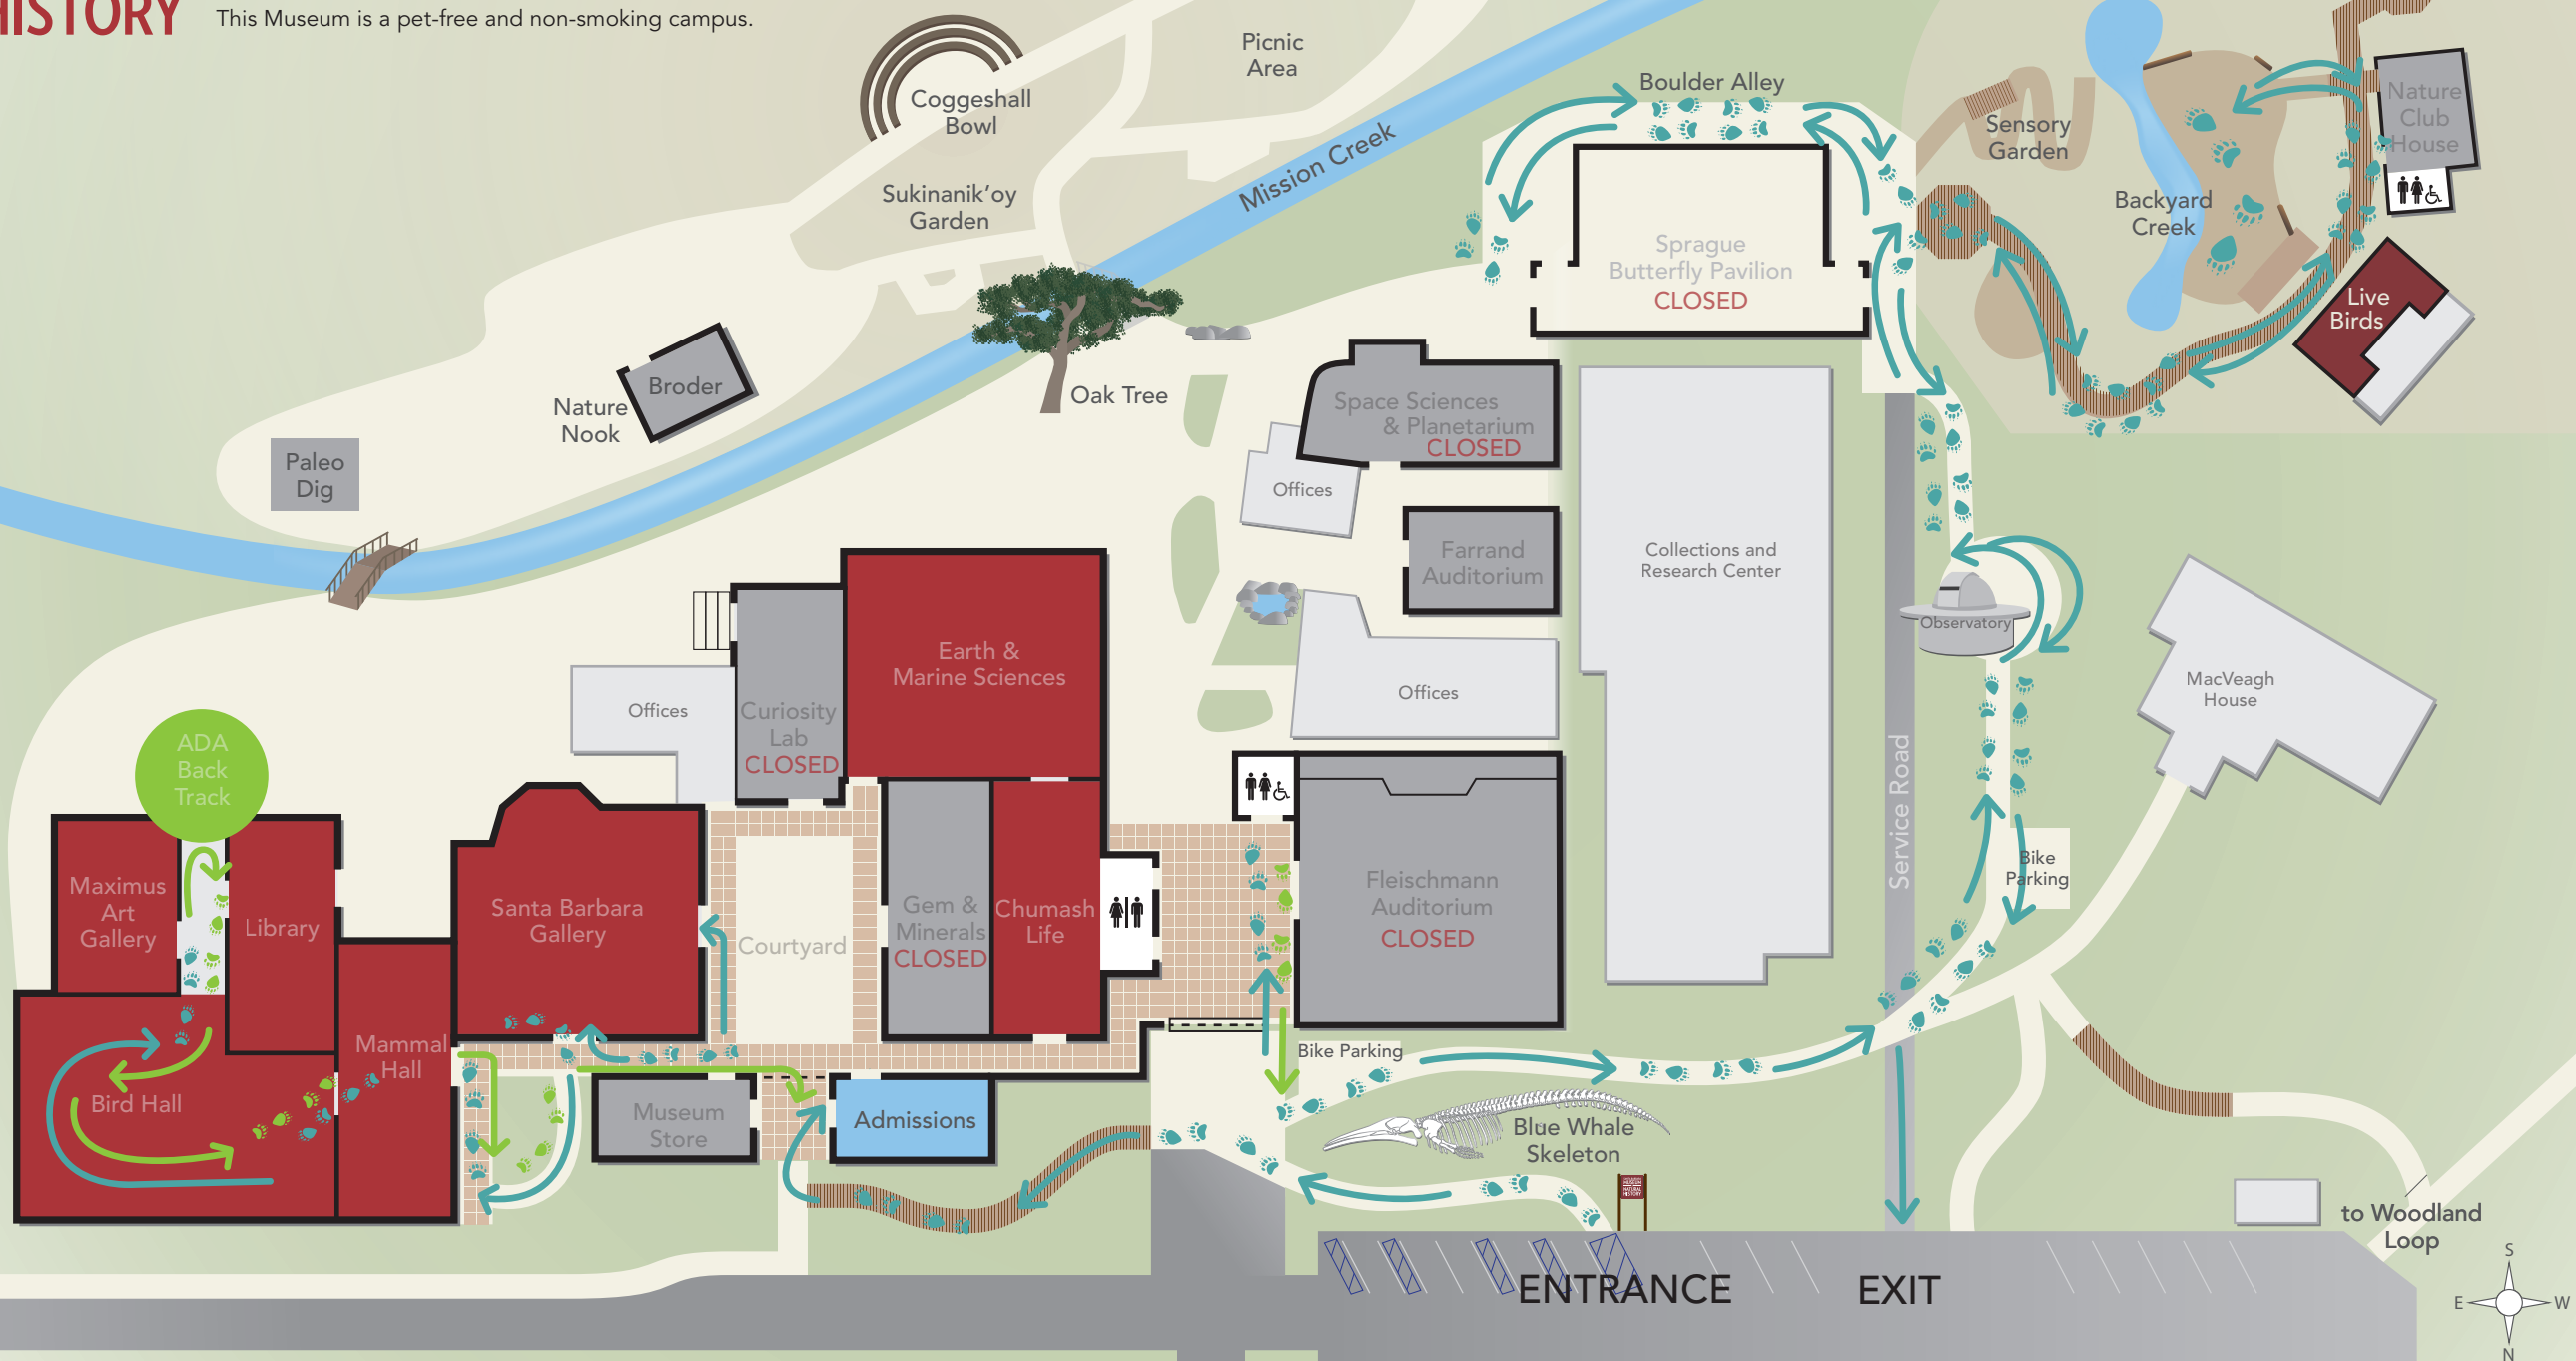 HISTORY
This Museum is a pet-free and non-smoking campus.
Coggeshall
Bowl
Picnic
Area
Mission Creek
Sukinanik'oy
Garden
Boulder Alley
Sensory
Garden
Backyard
Creek
Nature
Club
House
Live
Birds
Sprague
Butterfly Pavilion
CLOSED
Oak Tree
Broder
Nature
Nook
Paleo
Dig
Space Sciences
& Planetarium
CLOSED
Offices
Farrand
Auditorium
Collections and
Research Center
Observatory
MacVeagh
House
Offices
Earth &
Marine Sciences
Offices
Curiosity
Lab
CLOSED
ADA
Back
Track
Maximus
Art
Gallery
Library
Santa Barbara
Gallery
Courtyard
Gem &
Minerals
CLOSED
Chumash
Life
Fleischmann
Auditorium
CLOSED
Service Road
Bike
Parking
Mammal
Hall
Bird Hall
Museum
Store
Admissions
Bike Parking
Blue Whale
Skeleton
to Woodland
Loop
ENTRANCE
EXIT
S
E
W
N